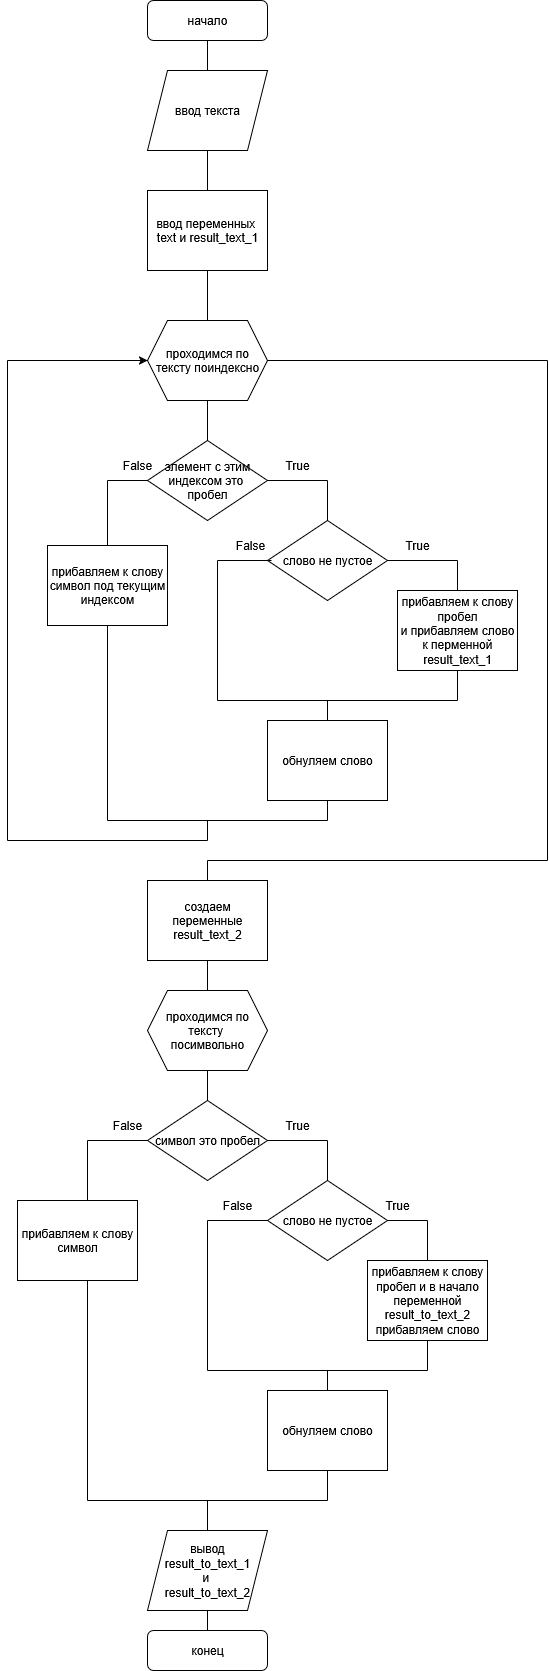 начало
ввод текста
ввод переменных
text и result_text_1
проходимся по
тексту поиндексно
False
элемент с этим
индексом это
пробел
True
False
слово не пустое
True
прибавляем к слову
символ под текущим
индексом
прибавляем к слову
пробел
и прибавляем слово
к перменной
result_text_1
обнуляем слово
создаем
переменные
result_text_2
проходимся по
тексту
посимвольно
False
символ это пробел
True
прибавляем к слову
символ
False
слово не пустое
True
прибавляем к слову
пробел и в начало
переменной
result_to_text_2
прибавляем слово
обнуляем слово
вывод
result_to_text_1
и
result_to_text_2
конец